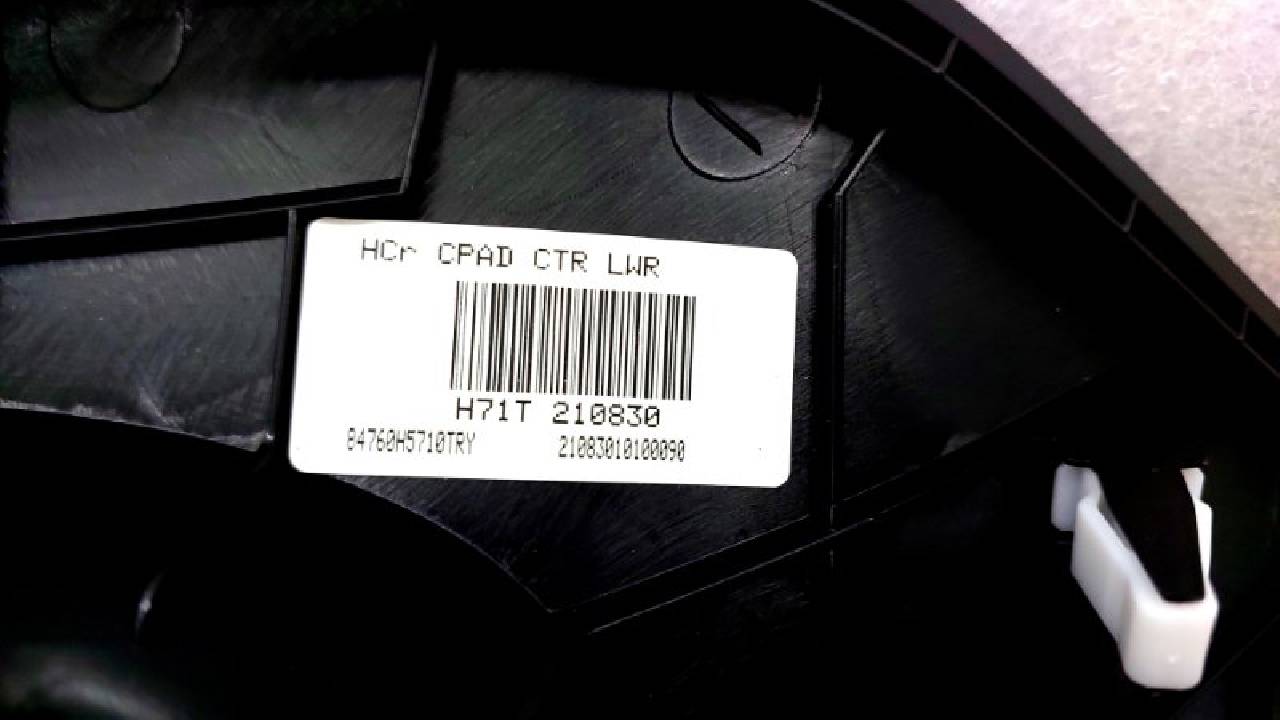 HCr CPAD CTR LWR
H71T 210830
84760H5710TRY 21083010100090